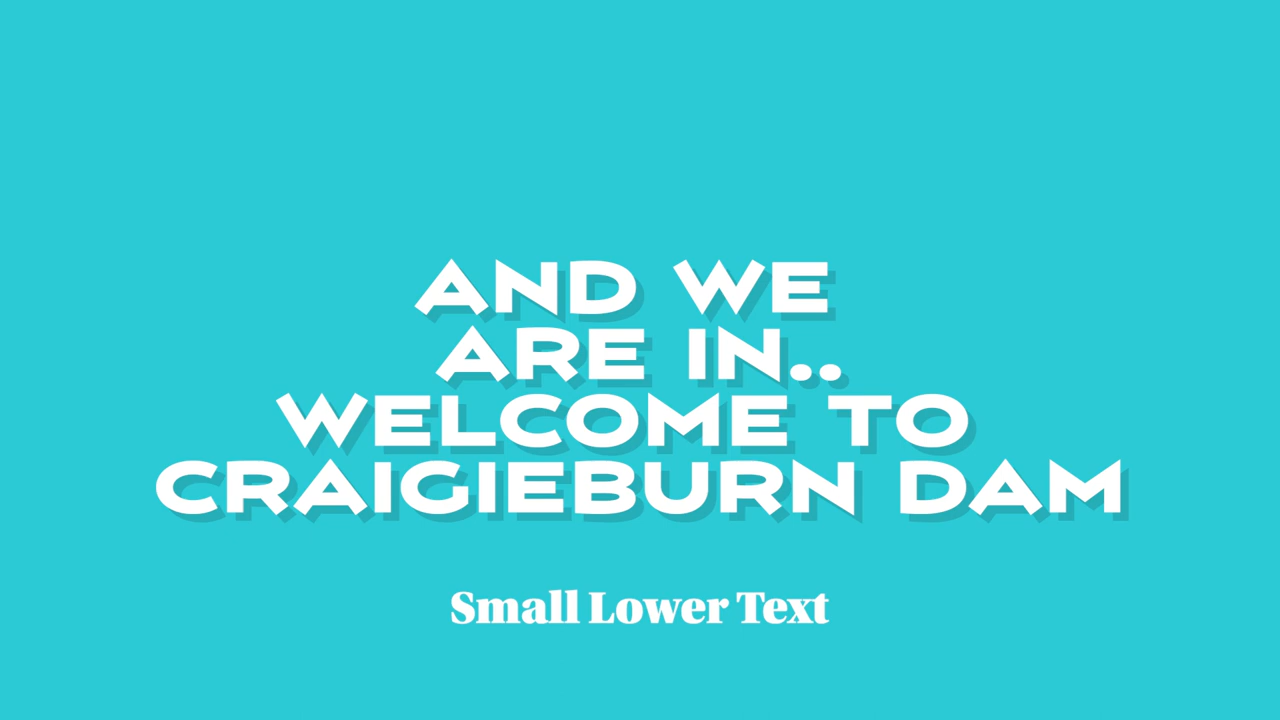 AND WE
ARE IN..
WELCOME TO
CRAIGIEBURN DAM
Small Lower Text